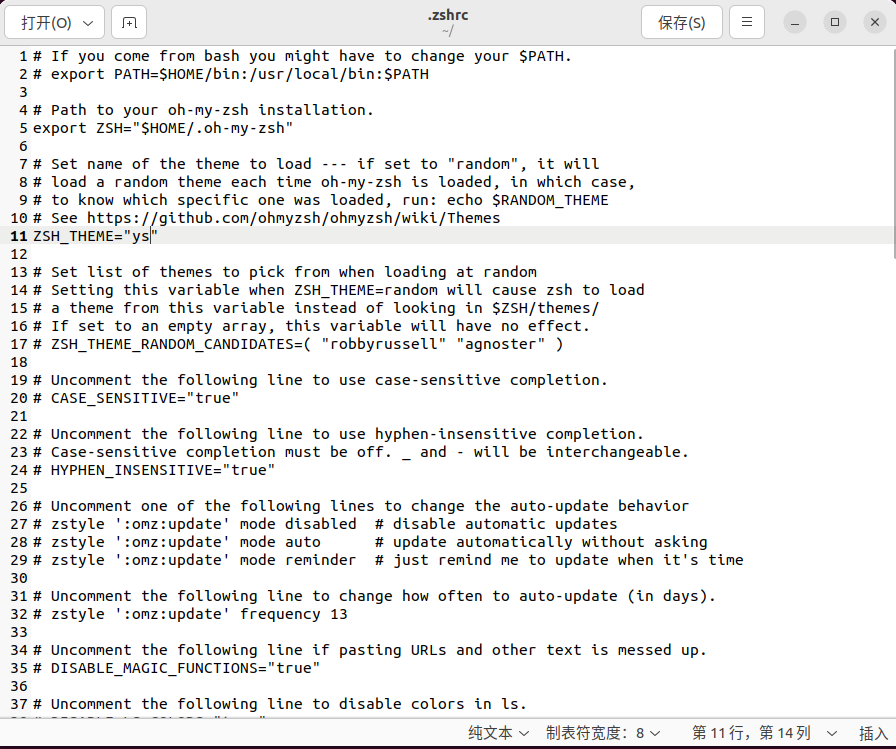 打开(O)
.zshrc
~/
保存(S)
1 # If you come from bash you might have to change your $PATH.
2 # export PATH=$HOME/bin:/usr/local/bin:$PATH
3
4 # Path to your oh-my-zsh installation.
5 export ZSH="$HOME/.oh-my-zsh"
6
7 # Set name of the theme to load --- if set to "random", it will
8 # load a random theme each time oh-my-zsh is loaded, in which case,
9 # to know which specific one was loaded, run: echo $RANDOM_THEME
10 # See https://github.com/ohmyzsh/ohmyzsh/wiki/Themes
11 ZSH_THEME="ys"
12
13 # Set list of themes to pick from when loading at random
14 # Setting this variable when ZSH_THEME=random will cause zsh to load
15 # a theme from this variable instead of looking in $ZSH/themes/
16 # If set to an empty array, this variable will have no effect.
17 # ZSH_THEME_RANDOM_CANDIDATES=( "robbyrussell" "agnoster" )
18
19 # Uncomment the following line to use case-sensitive completion.
20 # CASE_SENSITIVE="true"
21
22 # Uncomment the following line to use hyphen-insensitive completion.
23 # Case-sensitive completion must be off. _ and - will be interchangeable.
24 # HYPHEN_INSENSITIVE="true"
25
26 # Uncomment one of the following lines to change the auto-update behavior
27 # zstyle ':omz:update' mode disabled  # disable automatic updates
28 # zstyle ':omz:update' mode auto      # update automatically without asking
29 # zstyle ':omz:update' mode reminder  # just remind me to update when it's time
30
31 # Uncomment the following line to change how often to auto-update (in days).
32 # zstyle ':omz:update' frequency 13
33
34 # Uncomment the following line if pasting URLs and other text is messed up.
35 # DISABLE_MAGIC_FUNCTIONS="true"
36
37 # Uncomment the following line to disable colors in ls.
纯文本 制表符宽度：8 第 11 行，第 14 列 插入